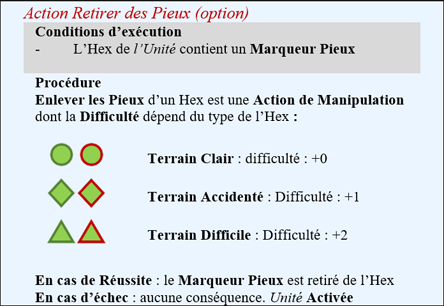 Action Retirer des Pieux (option)
Conditions d'exécution
- L'Hex de l'Unité contient un Marqueur Pieux
Procédure
Enlever les Pieux d'un Hex est une Action de Manipulation
dont la Difficulté dépend du type de l'Hex :
Terrain Clair : difficulté : +0
Terrain Accidenté : Difficulté : +1
Terrain Difficile : Difficulté : +2
En cas de Réussite : le Marqueur Pieux est retiré de l'Hex
En cas d'échec : aucune conséquence. Unité Activée